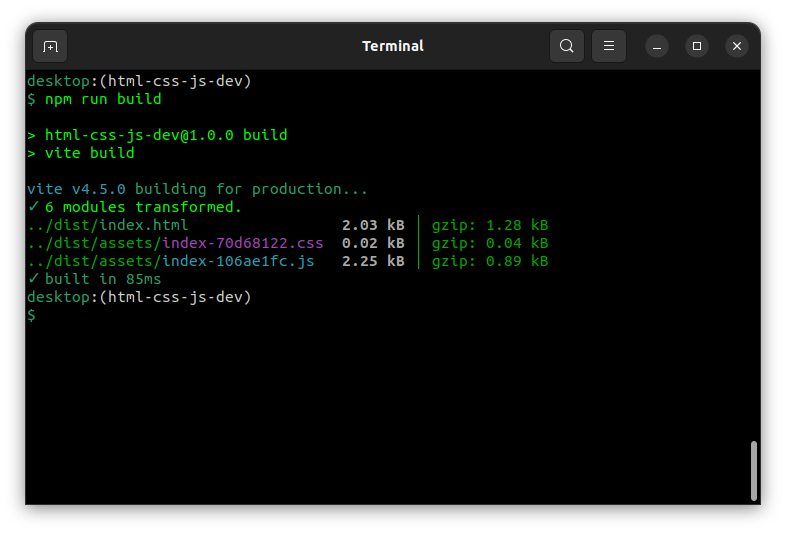 Terminal
desktop:(html-css-js-dev)
$ npm run build
> html-css-js-dev@1.0.0 build
> vite build
vite v4.5.0 building for production...
✓ 6 modules transformed.
../dist/index.html                 2.03 kB │ gzip: 1.28 kB
../dist/assets/index-70d68122.css  0.02 kB │ gzip: 0.04 kB
../dist/assets/index-106ae1fc.js   2.25 kB │ gzip: 0.89 kB
✓ built in 85ms
desktop:(html-css-js-dev)
$